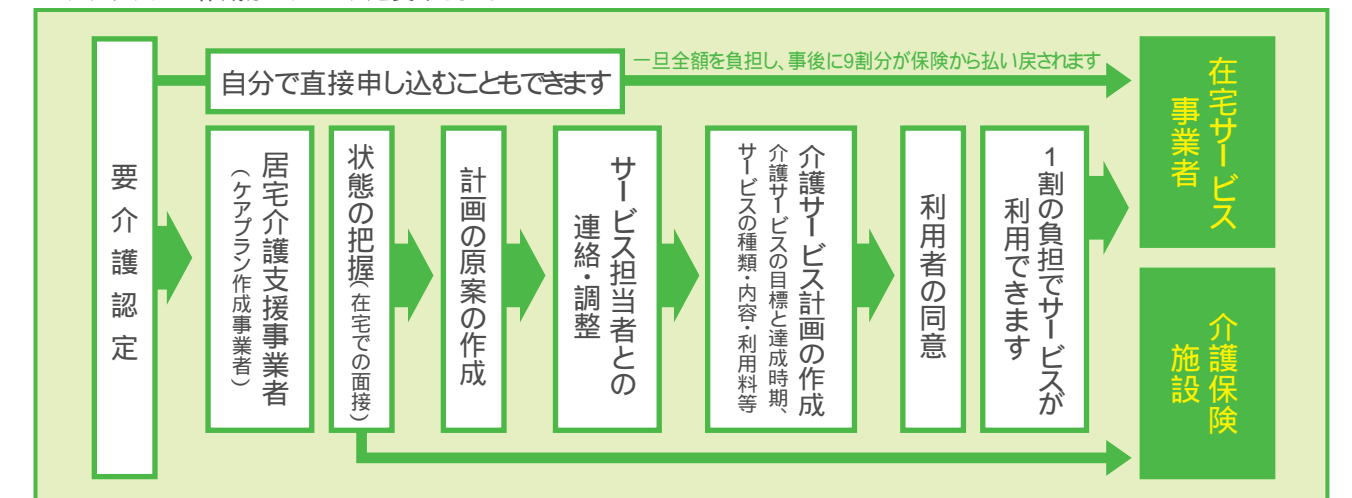 要介護認定
自分で直接申し込むこともできます
一旦全額を負担し、事後に9割分が保険から払い戻されます
居宅介護支援事業者
（ケアプラン作成事業者）
状態の把握（在宅での面接）
計画の原案の作成
サービス担当者との
連絡・調整
介護サービス計画の作成
介護サービスの目標と達成時期、
サービスの種類・内容・利用料等
利用者の同意
1割の負担でサービスが
利用できます
在宅サービス
事業者
介護保険
施設